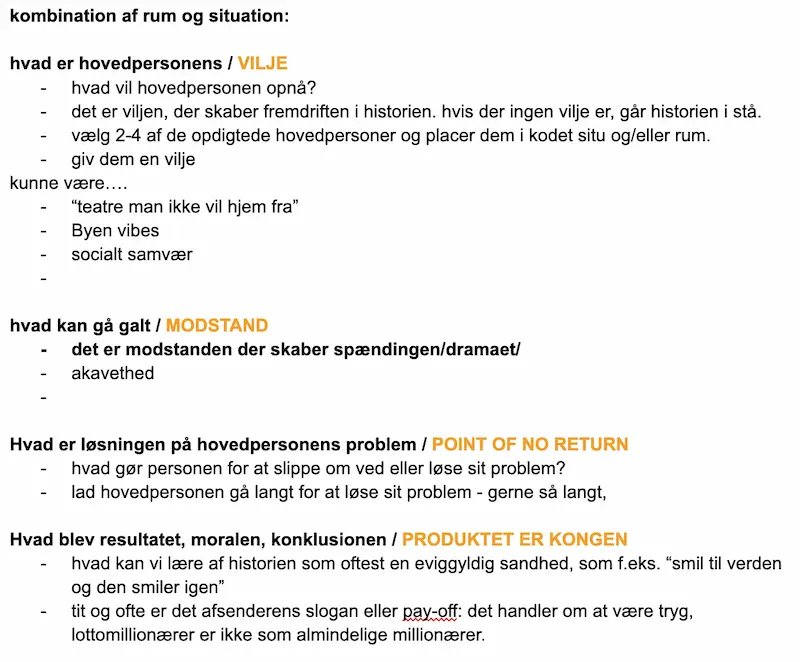 kombination af rum og situation:
hvad er hovedpersonens / VILJE
- hvad vil hovedpersonen opnå?
- det er viljen, der skaber fremdriften i historien. hvis der ingen vilje er, går historien i stå.
- vælg 2-4 af de opdigtede hovedpersoner og placer dem i kodet situ og/eller rum.
- giv dem en vilje
kunne være….
- “teatre man ikke vil hjem fra”
- Byen vibes
- socialt samvær
-
hvad kan gå galt / MODSTAND
- det er modstanden der skaber spændingen/dramaet/
- akavethed
-
Hvad er løsningen på hovedpersonens problem / POINT OF NO RETURN
- hvad gør personen for at slippe om ved eller løse sit problem?
- lad hovedpersonen gå langt for at løse sit problem - gerne så langt,
Hvad blev resultatet, moralen, konklusionen / PRODUKTET ER KONGEN
- hvad kan vi lære af historien som oftest en eviggyldig sandhed, som f.eks. “smil til verden
og den smiler igen”
- tit og ofte er det afsenderens slogan eller pay-off: det handler om at være tryg,
lottomillionærer er ikke som almindelige millionærer.